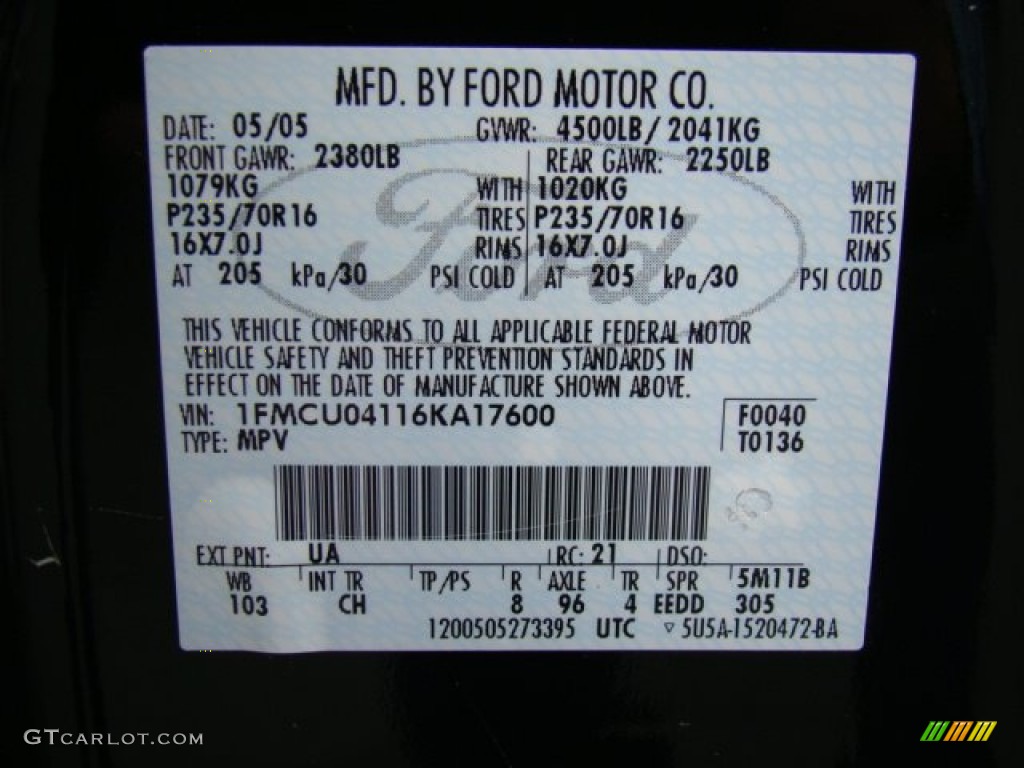 MFD. BY FORD MOTOR CO.
DATE: 05/05 GVWR: 4500LB/ 2041KG
FRONT GAWR: 2380LB REAR GAWR: 2250LB
1079KG WITH 1020KG WITH
P235/70R16 TIRES P235/70R16 TIRES
16X7.0J RIMS 16X7.0J RIMS
AT 205 kPa/30 PSI COLD AT 205 kPa/30 PSI COLD
Ford
THIS VEHICLE CONFORMS TO ALL APPLICABLE FEDERAL MOTOR
VEHICLE SAFETY AND THEFT PREVENTION STANDARDS IN
EFFECT ON THE DATE OF MANUFACTURE SHOWN ABOVE.
VIN: 1FMCU04116KA17600 F0040
TYPE: MPV T0136
EXT PNT: UA RC: 21 DSO:
WB INT TR TP/PS R AXLE TR SPR 5M11B
103 CH 8 96 4 EEDD 305
1200505273395 UTC ▽ 5U5A-1520472-BA
GTCARLOT.COM